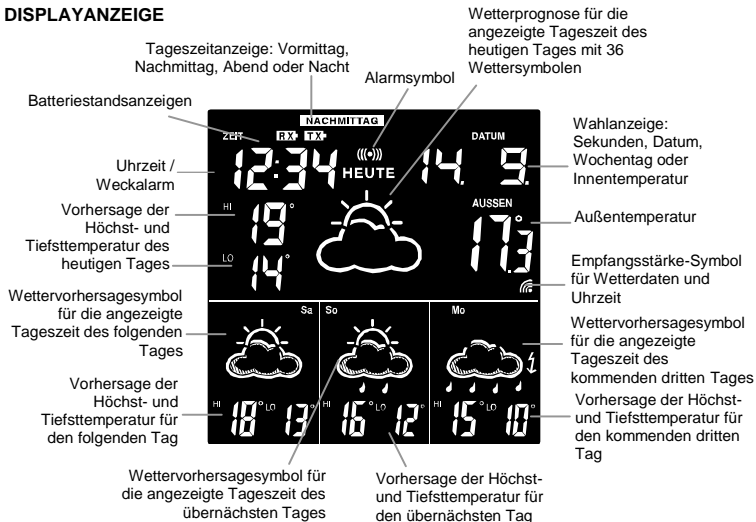 DISPLAYANZEIGE
Tageszeitanzeige: Vormittag,
Nachmittag, Abend oder Nacht
Alarmsymbol
Wetterprognose für die
angezeigte Tageszeit des
heutigen Tages mit 36
Wettersymbolen
Batteriestandsanzeigen
Uhrzeit /
Weckalarm
Vorhersage der
Höchst- und
Tiefsttemperatur des
heutigen Tages
Wettervorhersagesymbol
für die angezeigte
Tageszeit des folgenden
Tages
Vorhersage der
Höchst- und
Tiefsttemperatur für
den folgenden Tag
NACHMITTAG
ZEIT RX TX DATUM
12:34 HEUTE 14. 9.
HI 19° AUSSEN
LO 14° 17.3°
Sa So Mo
HI 18° LO 13° HI 16° LO 12° HI 15° LO 10°
Wahlanzeige:
Sekunden, Datum,
Wochentag oder
Innentemperatur
Außentemperatur
Empfangsstärke-Symbol
für Wetterdaten und
Uhrzeit
Wettervorhersagesymbol
für die angezeigte
Tageszeit des
kommenden dritten Tages
Vorhersage der Höchst-
und Tiefsttemperatur für
den kommenden dritten
Tag
Wettervorhersagesymbol für
die angezeigte Tageszeit des
übernächsten Tages
Vorhersage der Höchst-
und Tiefsttemperatur für
den übernächsten Tag